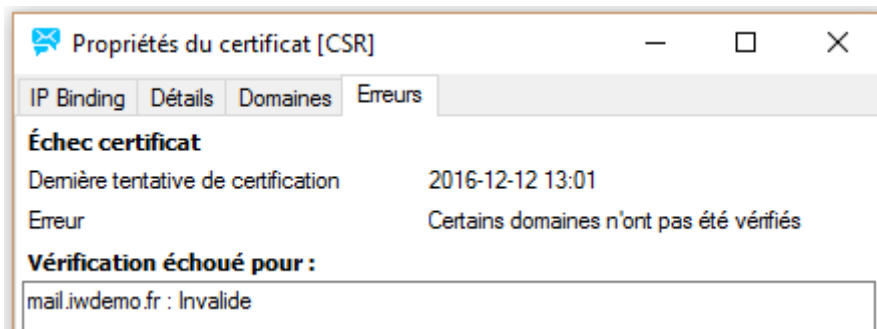 Propriétés du certificat [CSR]
IP Binding Détails Domaines Erreurs
Échec certificat
Dernière tentative de certification 2016-12-12 13:01
Erreur Certains domaines n'ont pas été vérifiés
Vérification échoué pour :
mail.iwdemo.fr : Invalide